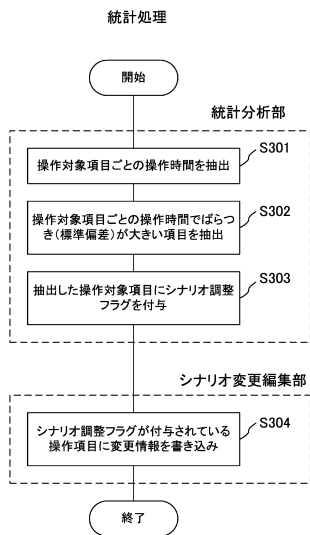 統計処理
開始
統計分析部
S301
操作対象項目ごとの操作時間を抽出
S302
操作対象項目ごとの操作時間でばらつ
き(標準偏差)が大きい項目を抽出
S303
抽出した操作対象項目にシナリオ調整
フラグを付与
シナリオ変更編集部
S304
シナリオ調整フラグが付与されている
操作項目に変更情報を書き込み
終了